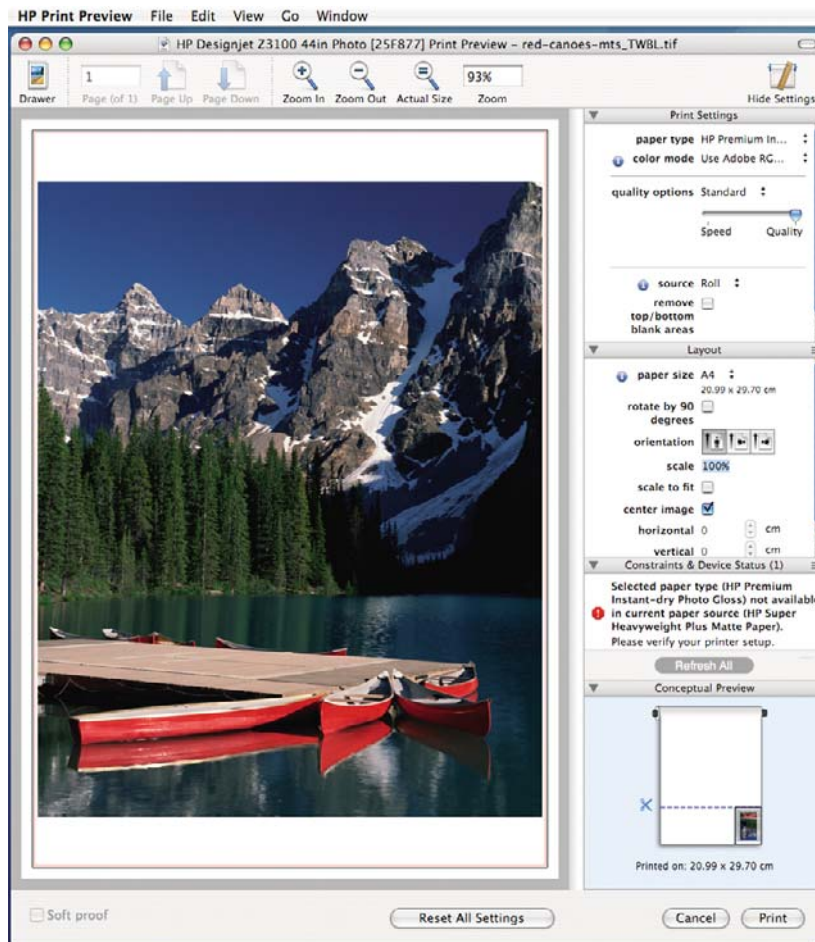 HP Print Preview File Edit View Go Window
HP Designjet Z3100 44in Photo [25F877] Print Preview – red-canoes-mts_TWBL.tif
1
93%
Drawer Page (of 1) Page Up Page Down Zoom In Zoom Out Actual Size Zoom Hide Settings
Print Settings
paper type HP Premium In...
color mode Use Adobe RG...
quality options Standard
Speed Quality
source Roll
remove
top/bottom
blank areas
Layout
paper size A4
20.99 x 29.70 cm
rotate by 90
degrees
orientation
scale 100%
scale to fit
center image
horizontal 0 cm
vertical 0 cm
Constraints & Device Status (1)
Selected paper type (HP Premium
Instant-dry Photo Gloss) not available
in current paper source (HP Super
Heavyweight Plus Matte Paper).
Please verify your printer setup.
Refresh All
Conceptual Preview
Printed on: 20.99 x 29.70 cm
Soft proof Reset All Settings Cancel Print